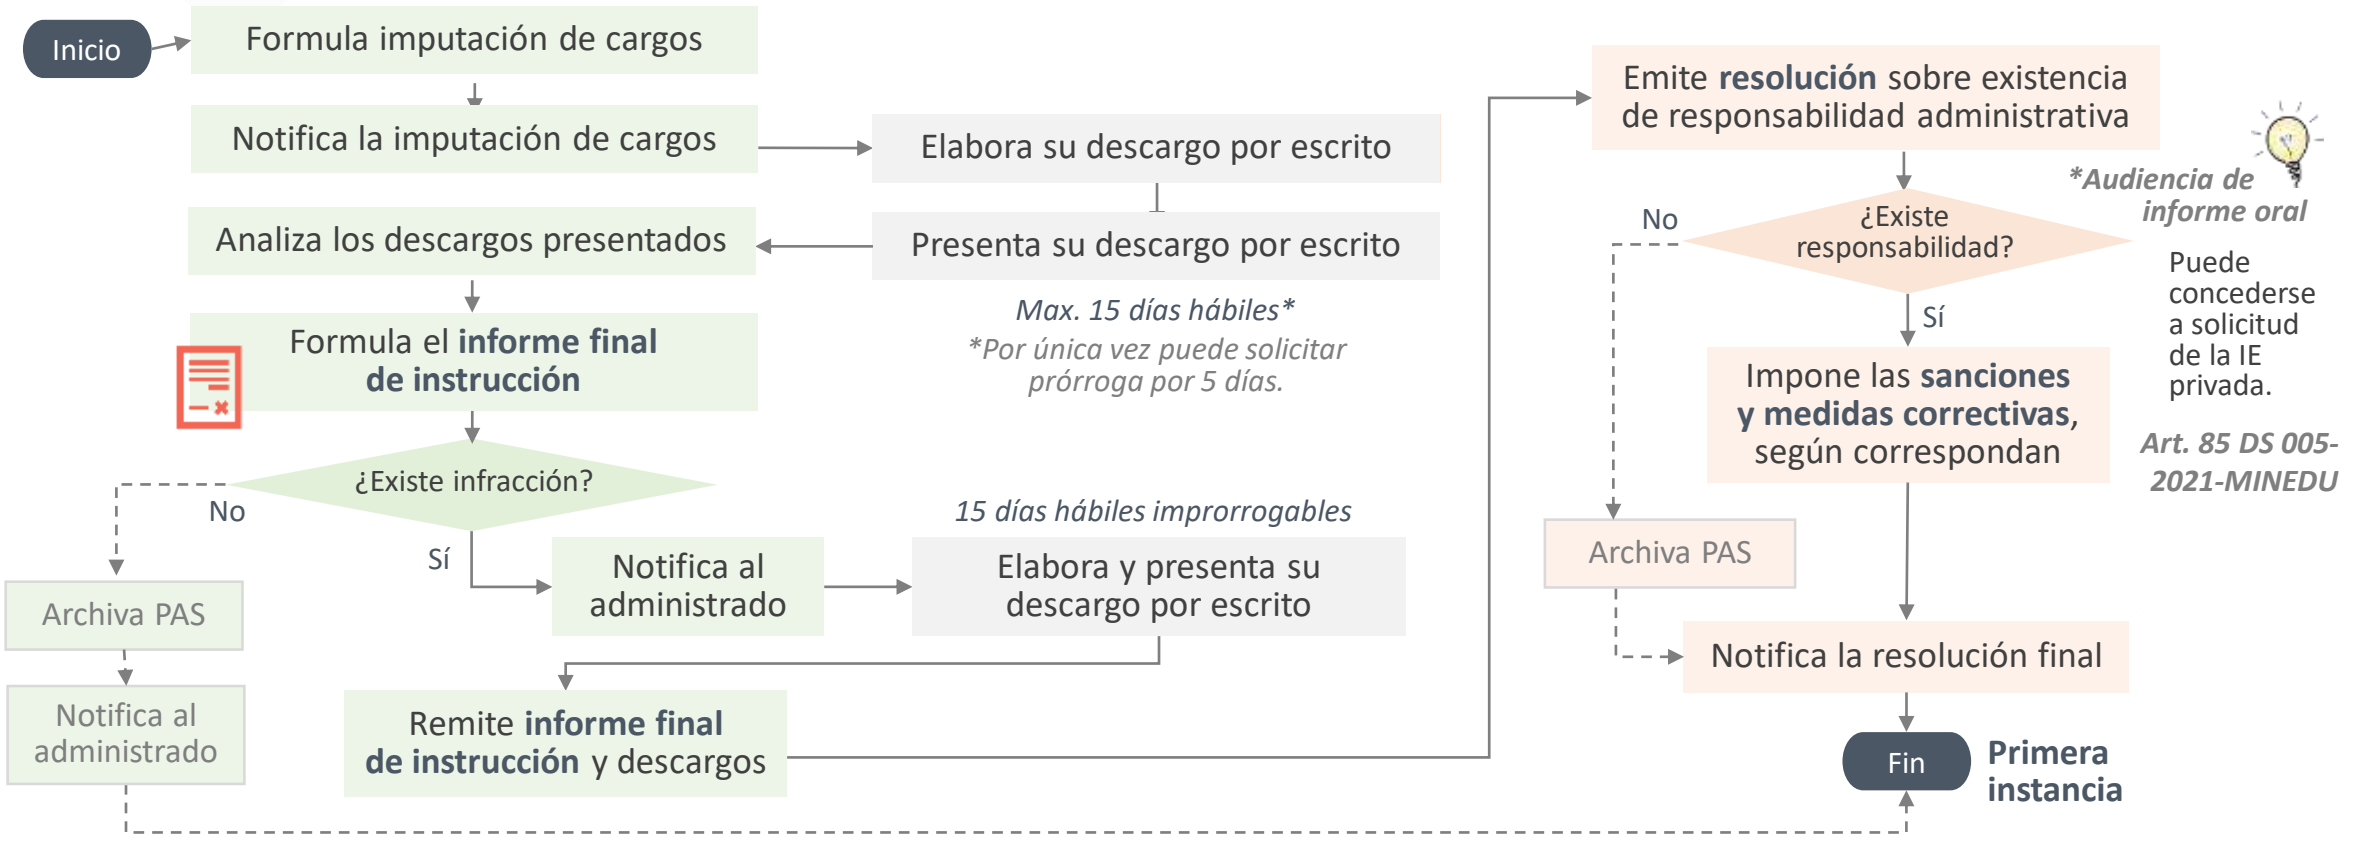 Inicio
Formula imputación de cargos
Notifica la imputación de cargos
Elabora su descargo por escrito
Presenta su descargo por escrito
Max. 15 días hábiles*
*Por única vez puede solicitar
prórroga por 5 días.
Analiza los descargos presentados
Formula el informe final
de instrucción
¿Existe infracción?
No
Sí
Archiva PAS
Notifica al
administrado
Notifica al
administrado
15 días hábiles improrrogables
Elabora y presenta su
descargo por escrito
Remite informe final
de instrucción y descargos
Emite resolución sobre existencia
de responsabilidad administrativa
*Audiencia de
informe oral
Puede
concederse
a solicitud
de la IE
privada.
Art. 85 DS 005-
2021-MINEDU
¿Existe
responsabilidad?
No
Sí
Impone las sanciones
y medidas correctivas,
según correspondan
Archiva PAS
Notifica la resolución final
Fin
Primera
instancia